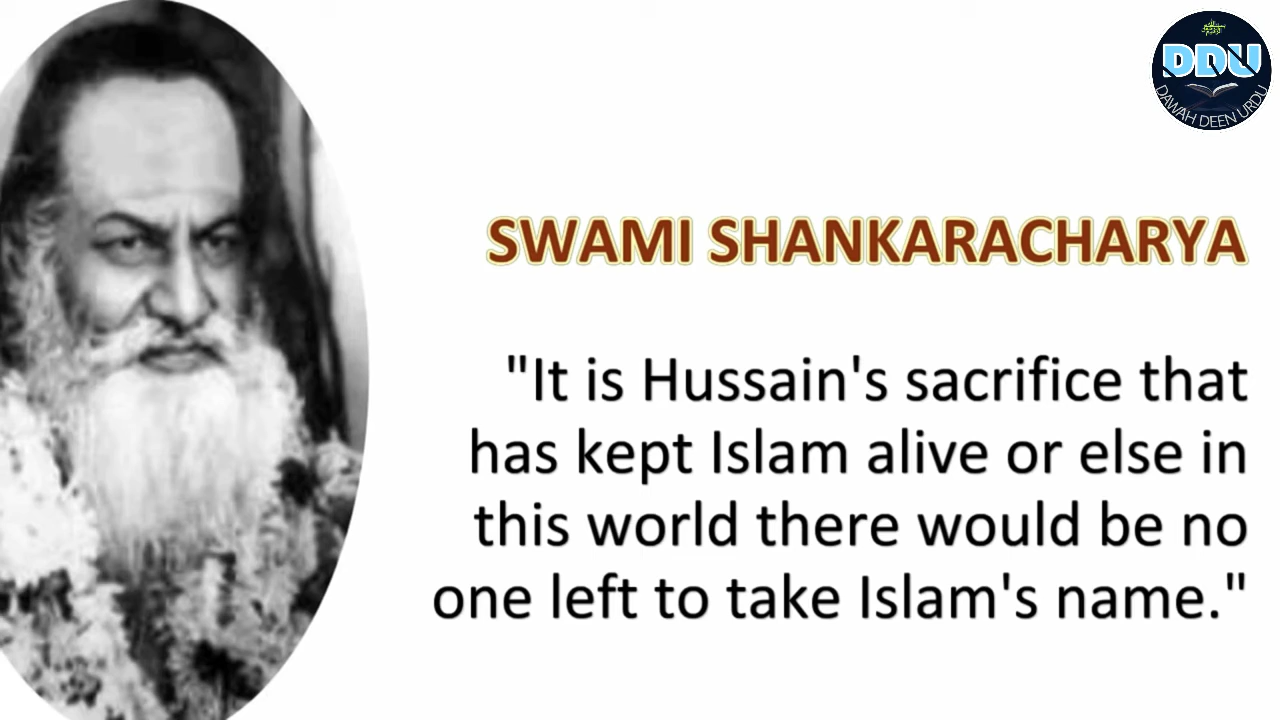 DDU
DAWAH DEEN URDU
SWAMI SHANKARACHARYA
"It is Hussain's sacrifice that
has kept Islam alive or else in
this world there would be no
one left to take Islam's name."